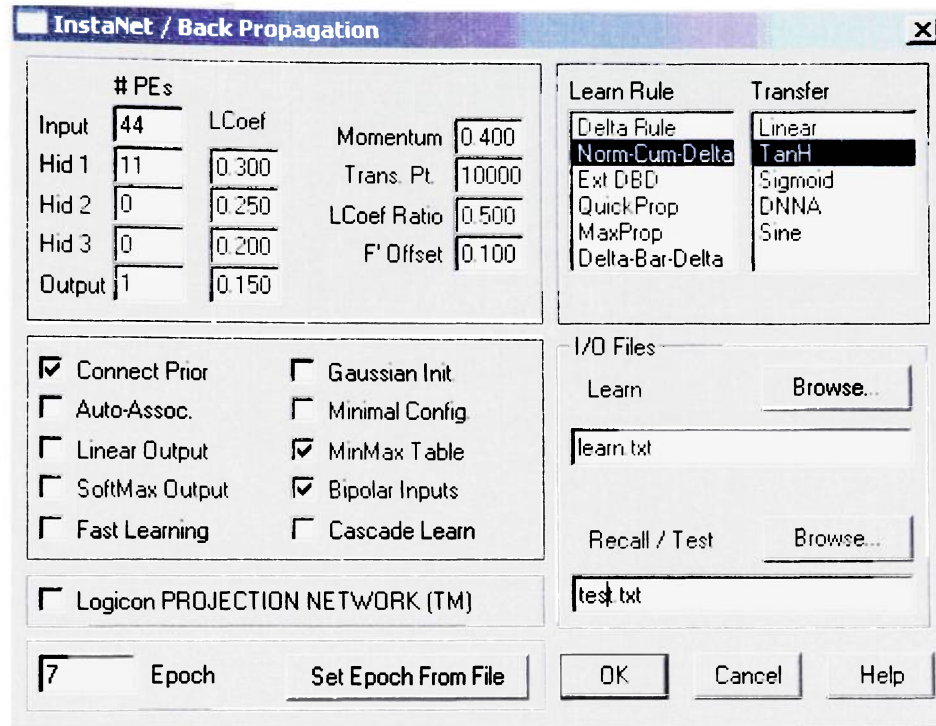 InstaNet / Back Propagation
# PEs
Input 44 LCoef
Hid 1 11 0.300
Hid 2 0 0.250
Hid 3 0 0.200
Output 1 0.150
Momentum 0.400
Trans. Pt. 10000
LCoef Ratio 0.500
F' Offset 0.100
Learn Rule
Delta Rule
Norm-Cum-Delta
Ext DBD
QuickProp
MaxProp
Delta-Bar-Delta
Transfer
Linear
TanH
Sigmoid
DNNA
Sine
Connect Prior
Auto-Assoc.
Linear Output
SoftMax Output
Fast Learning
Gaussian Init.
Minimal Config.
MinMax Table
Bipolar Inputs
Cascade Learn
I/O Files
Learn Browse...
learn.txt
Recall / Test Browse...
test.txt
Logicon PROJECTION NETWORK (TM)
7 Epoch Set Epoch From File
OK Cancel Help